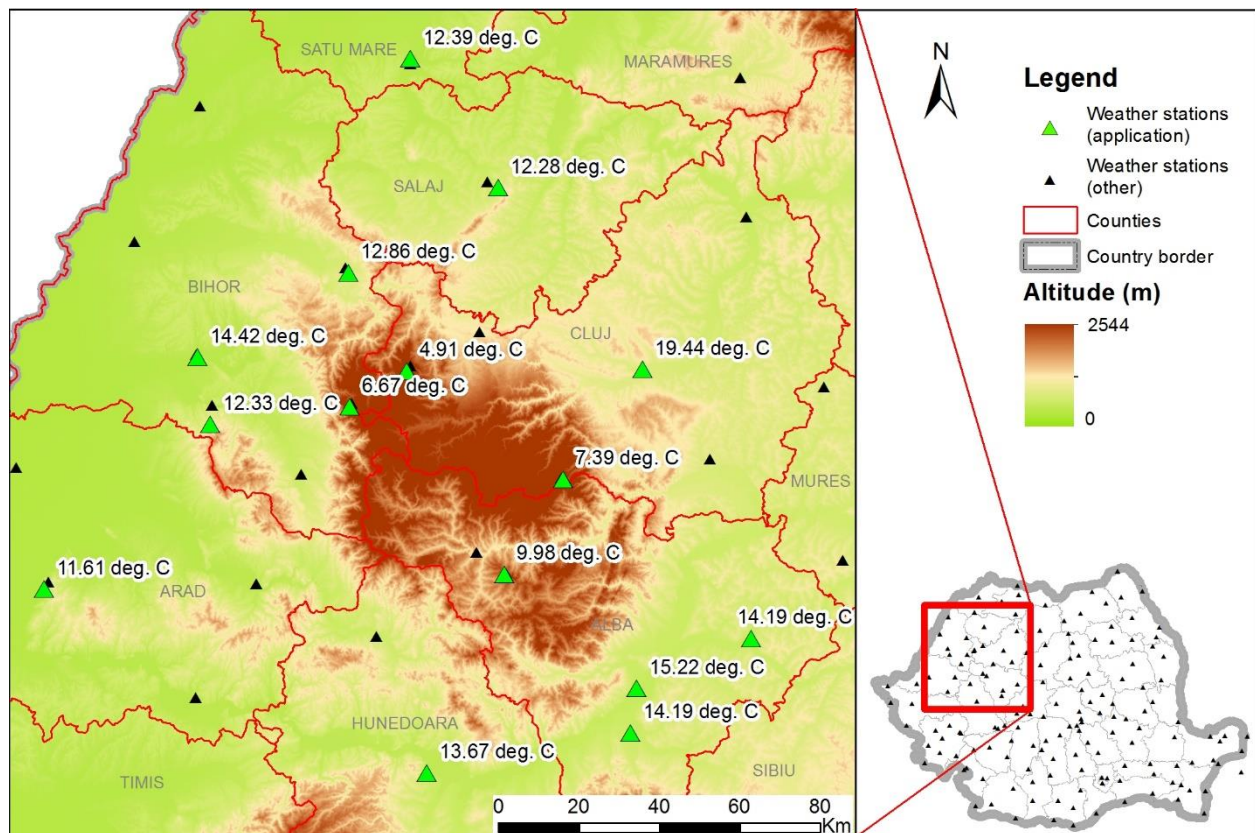 SATU MARE
12.39 deg. C
MARAMURES
12.28 deg. C
SALAJ
12.86 deg. C
BIHOR
14.42 deg. C
4.91 deg. C
CLUJ
19.44 deg. C
6.67 deg. C
12.33 deg. C
7.39 deg. C
MURES
9.98 deg. C
11.61 deg. C
ARAD
ALBA
14.19 deg. C
15.22 deg. C
HUNEDOARA
14.19 deg. C
13.67 deg. C
TIMIS
SIBIU
0 20 40 60 80
Km
N
Legend
Weather stations
(application)
Weather stations
(other)
Counties
Country border
Altitude (m)
2544
0